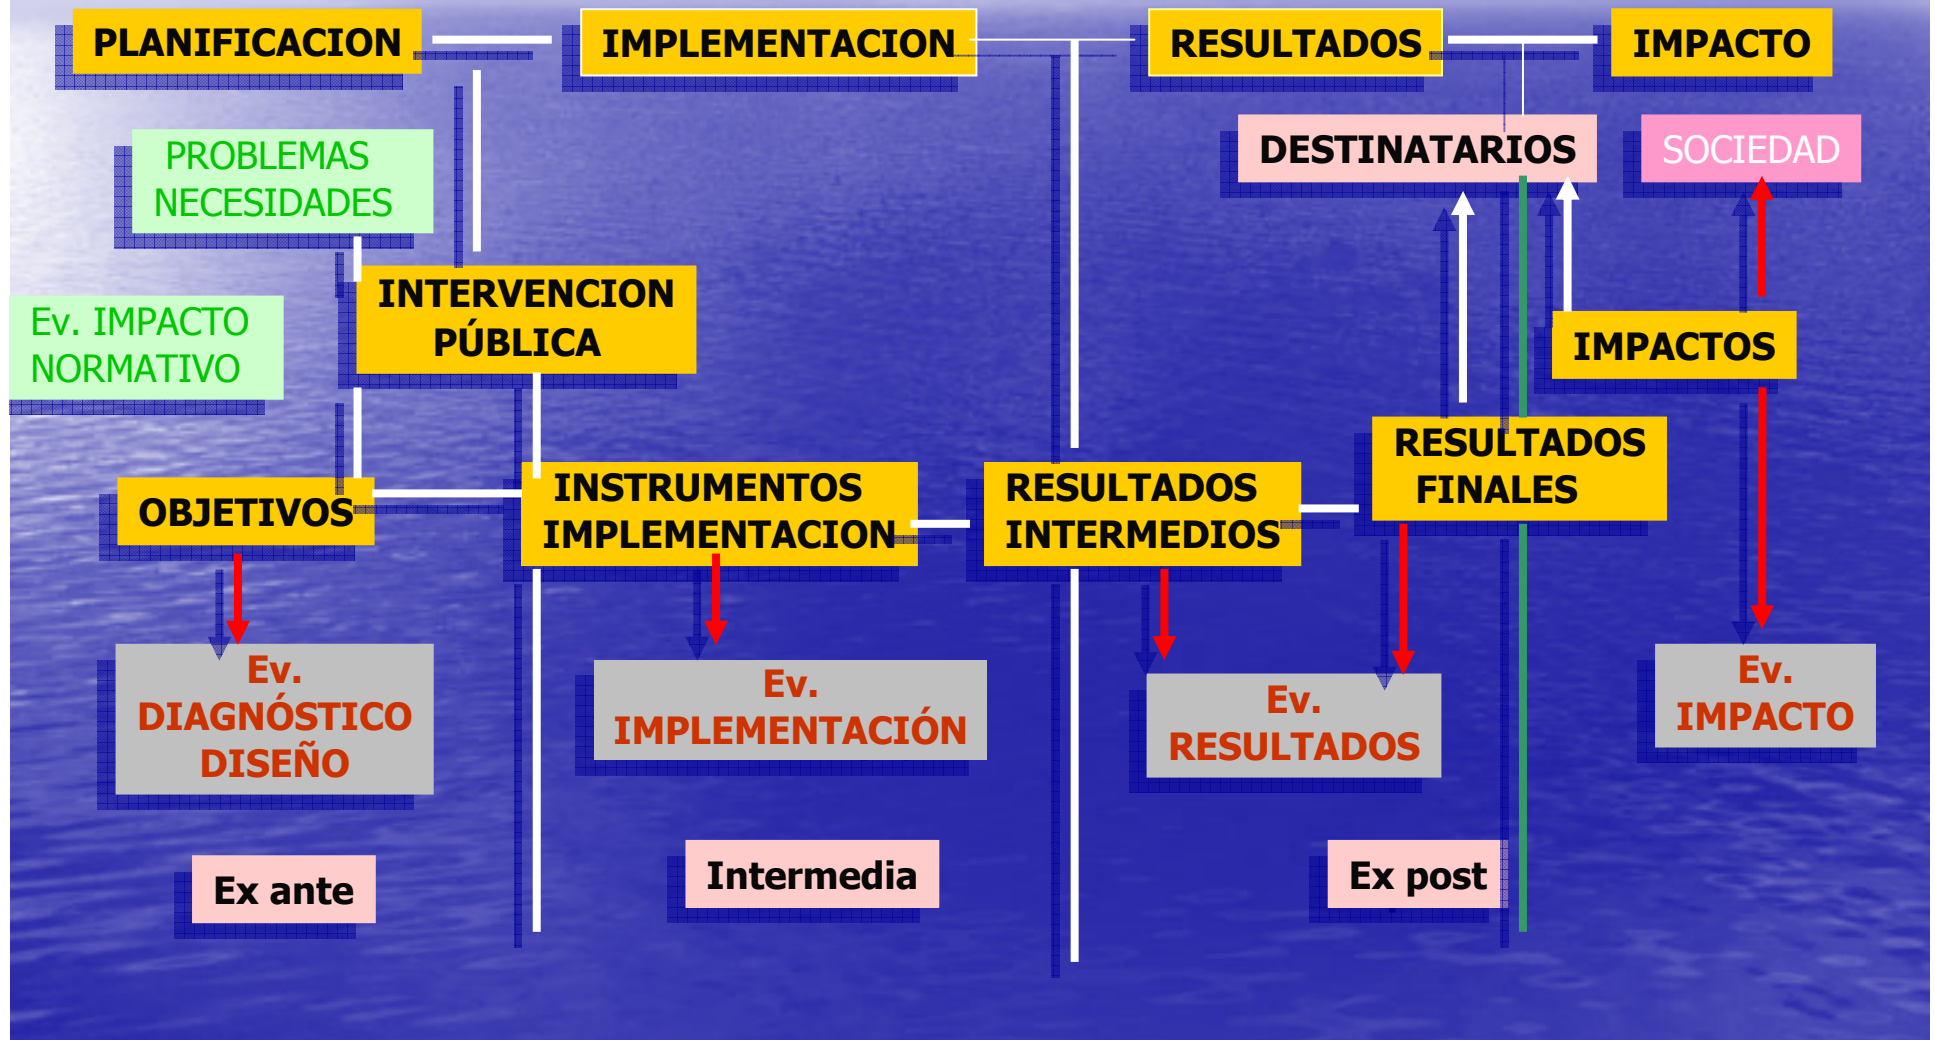 PLANIFICACION
IMPLEMENTACION
RESULTADOS
IMPACTO
PROBLEMAS
NECESIDADES
DESTINATARIOS
SOCIEDAD
Ev. IMPACTO
NORMATIVO
INTERVENCION
PÚBLICA
IMPACTOS
OBJETIVOS
INSTRUMENTOS
IMPLEMENTACION
RESULTADOS
INTERMEDIOS
RESULTADOS
FINALES
Ev.
DIAGNÓSTICO
DISEÑO
Ev.
IMPLEMENTACIÓN
Ev.
RESULTADOS
Ev.
IMPACTO
Ex ante
Intermedia
Ex post